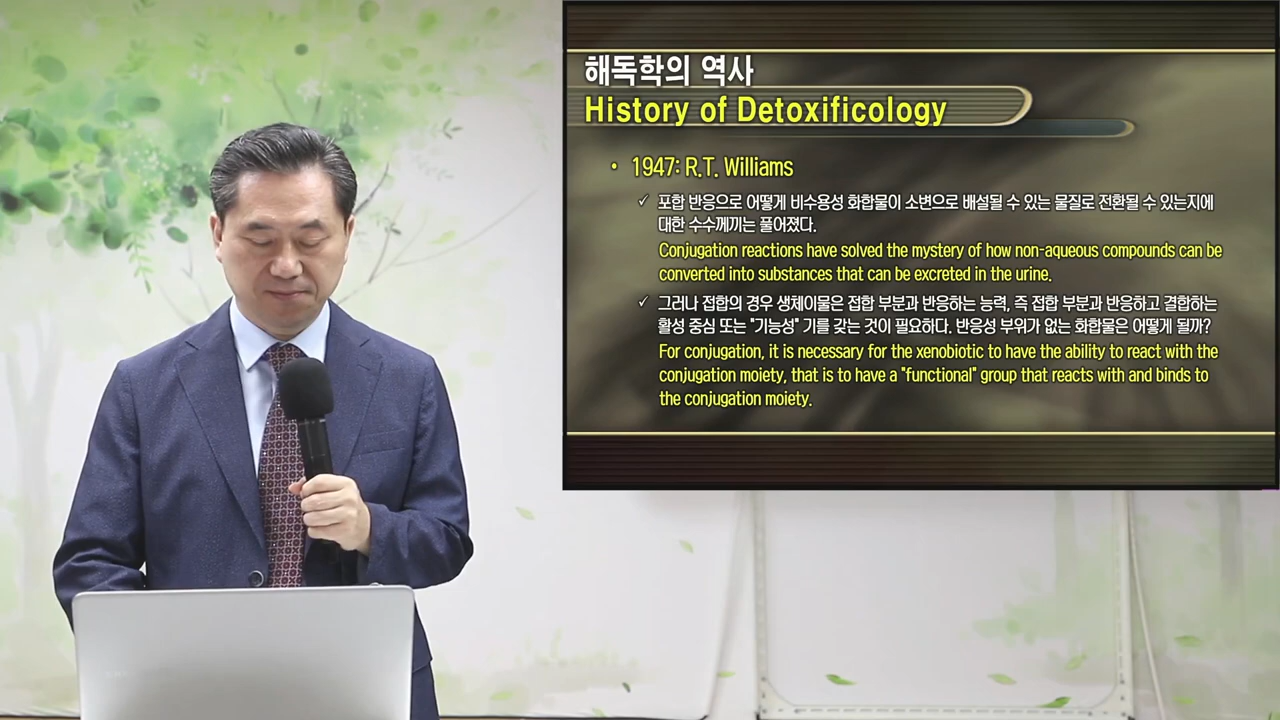 해독학의 역사
History of Detoxificology
• 1947: R.T. Williams
✓ 포합 반응으로 어떻게 비수용성 화합물이 소변으로 배설될 수 있는 물질로 전환될 수 있는지에
대한 수수께끼는 풀어졌다.
Conjugation reactions have solved the mystery of how non-aqueous compounds can be
converted into substances that can be excreted in the urine.
✓ 그러나 접합의 경우 생체이물은 접합 부분과 반응하는 능력, 즉 접합 부분과 반응하고 결합하는
활성 중심 또는 "기능성" 기를 갖는 것이 필요하다. 반응성 부위가 없는 화합물은 어떻게 될까?
For conjugation, it is necessary for the xenobiotic to have the ability to react with the
conjugation moiety, that is to have a "functional" group that reacts with and binds to
the conjugation moiety.